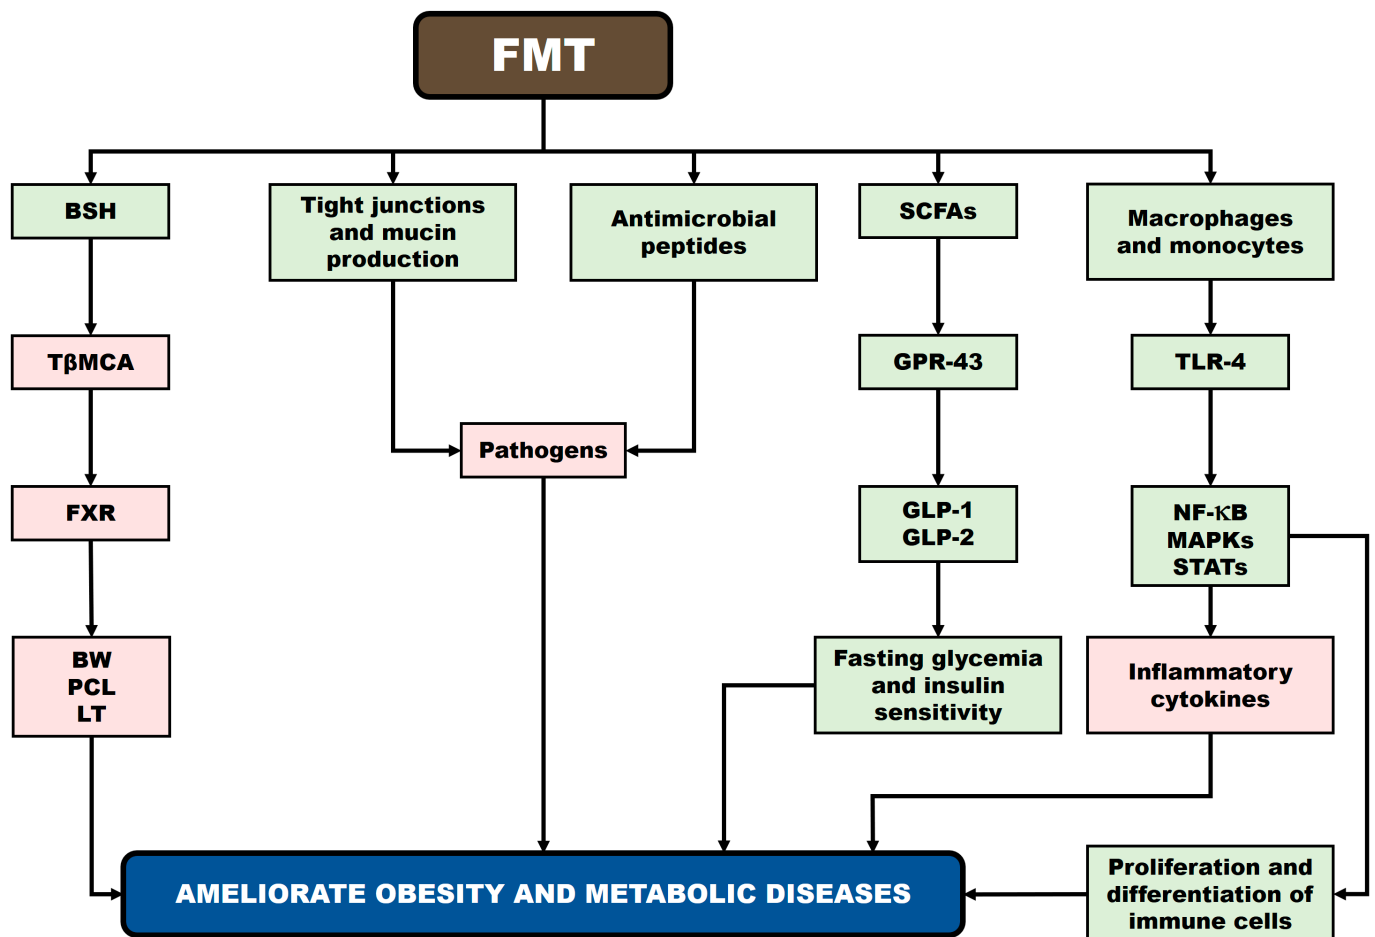 FMT
BSH
Tight junctions
and mucin
production
Antimicrobial
peptides
SCFAs
Macrophages
and monocytes
TβMCA
GPR-43
TLR-4
Pathogens
FXR
GLP-1
GLP-2
NF-κB
MAPKs
STATs
BW
PCL
LT
Fasting glycemia
and insulin
sensitivity
Inflammatory
cytokines
AMELIORATE OBESITY AND METABOLIC DISEASES
Proliferation and
differentiation of
immune cells